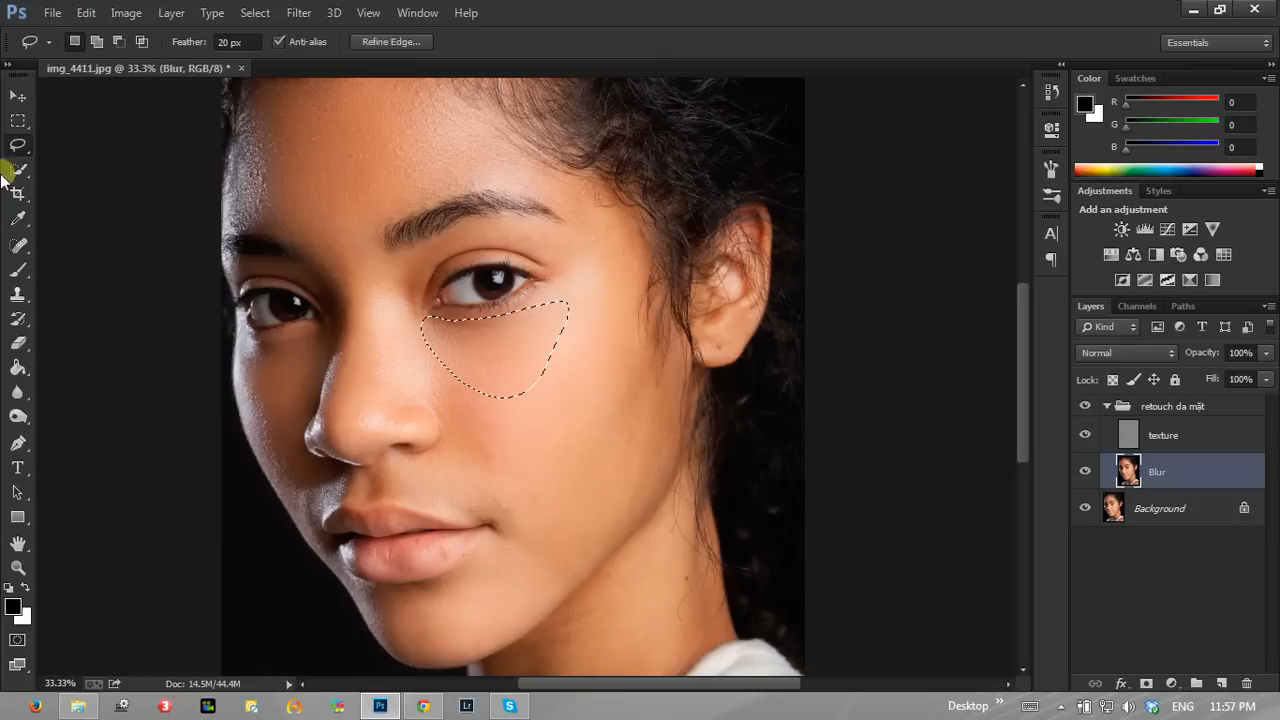 Ps File Edit Image Layer Type Select Filter 3D View Window Help
Feather: 20 px Anti-alias Refine Edge... Essentials
img_4411.jpg @ 33.3% (Blur, RGB/8) * ×
Color Swatches
R 0
G 0
B 0
Adjustments Styles
Add an adjustment
Layers Channels Paths
Kind
Normal Opacity: 100%
Lock: Fill: 100%
retouch da mặt
texture
Blur
Background
33.33% Doc: 14.5M/44.4M
Desktop » ENG 11:57 PM